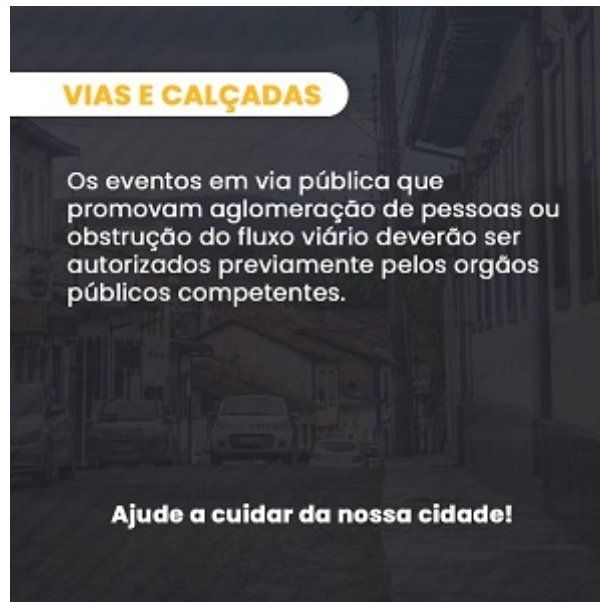 VIAS E CALÇADAS
Os eventos em via pública que
promovam aglomeração de pessoas ou
obstrução do fluxo viário deverão ser
autorizados previamente pelos orgãos
públicos competentes.
Ajude a cuidar da nossa cidade!